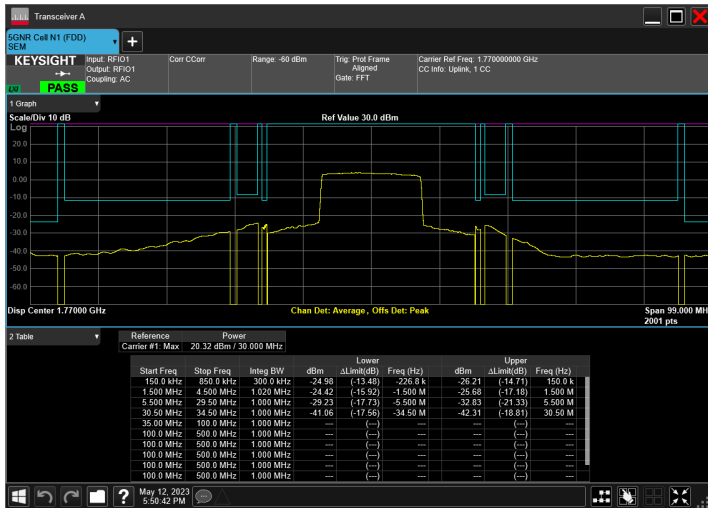 Transceiver A
5GNR Cell N1 (FDD)
SEM
KEYSIGHT
LXI
PASS
Input: RFIO1
Output: RFIO1
Coupling: AC
Corr CCorr
Range: -60 dBm
Trig: Prot Frame
Aligned
Gate: FFT
Carrier Ref Freq: 1.770000000 GHz
CC Info: Uplink, 1 CC
1 Graph
Scale/Div 10 dB
Ref Value 30.0 dBm
Log
20.0
10.0
0.00
-10.0
-20.0
-30.0
-40.0
-50.0
-60.0
Disp Center 1.77000 GHz
Chan Det: Average , Offs Det: Peak
Span 99.000 MH
2001 pts
2 Table
Reference Power
Carrier #1: Max 20.32 dBm / 30.000 MHz
Lower Upper
Start Freq Stop Freq Integ BW dBm ΔLimit(dB) Freq (Hz) dBm ΔLimit(dB) Freq (Hz)
150.0 kHz 850.0 kHz 300.0 kHz -24.98 (-13.48) -226.8 k -26.21 (-14.71) 150.0 k
1.500 MHz 4.500 MHz 1.020 MHz -24.42 (-15.92) -1.500 M -25.68 (-17.18) 1.500 M
5.500 MHz 29.50 MHz 1.000 MHz -29.23 (-17.73) -5.500 M -32.83 (-21.33) 5.500 M
30.50 MHz 34.50 MHz 1.000 MHz -41.06 (-17.56) -34.50 M -42.31 (-18.81) 30.50 M
35.00 MHz 100.0 MHz 1.000 MHz --- (---) --- --- (---) ---
100.0 MHz 500.0 MHz 1.000 MHz --- (---) --- --- (---) ---
100.0 MHz 500.0 MHz 1.000 MHz --- (---) --- --- (---) ---
100.0 MHz 500.0 MHz 1.000 MHz --- (---) --- --- (---) ---
100.0 MHz 500.0 MHz 1.000 MHz --- (---) --- --- (---) ---
100.0 MHz 500.0 MHz 1.000 MHz --- (---) --- --- (---) ---
?
May 12, 2023
5:50:42 PM